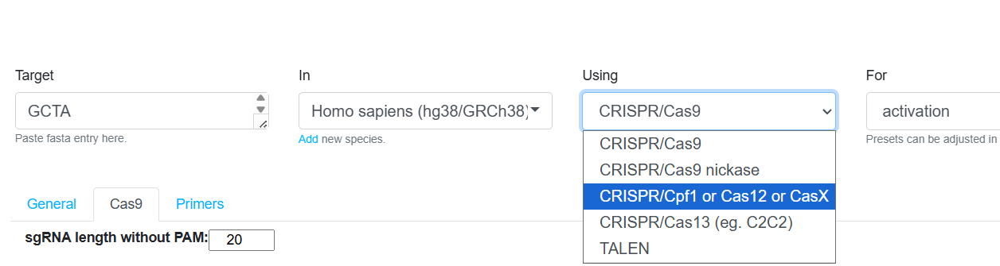 Target In Using For
GCTA Homo sapiens (hg38/GRCh38) CRISPR/Cas9 activation
Paste fasta entry here. Add new species. Presets can be adjusted in
CRISPR/Cas9
CRISPR/Cas9 nickase
CRISPR/Cpf1 or Cas12 or CasX
CRISPR/Cas13 (eg. C2C2)
TALEN
General Cas9 Primers
sgRNA length without PAM: 20